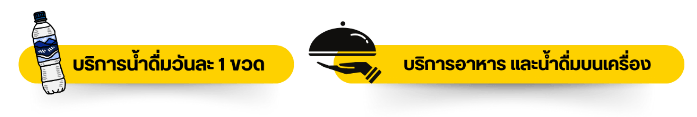 บริการน้ำดื่มวันละ 1 ขวด
บริการอาหาร และน้ำดื่มบนเครื่อง